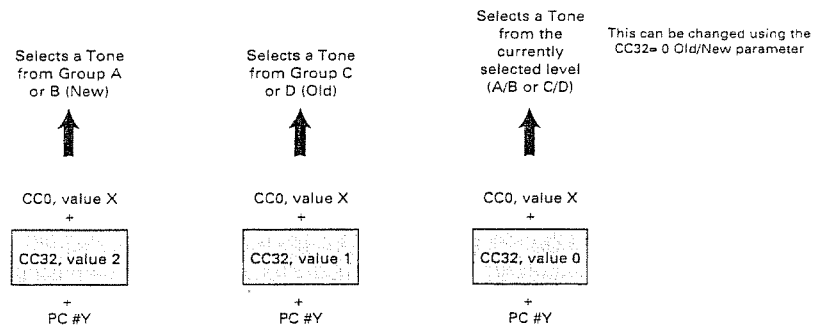 Selects a Tone
from Group A
or B (New)
CC0, value X
+
CC32, value 2
+
PC #Y
Selects a Tone
from Group C
or D (Old)
CC0, value X
+
CC32, value 1
+
PC #Y
Selects a Tone
from the
currently
selected level
(A/B or C/D)
CC0, value X
+
CC32, value 0
+
PC #Y
This can be changed using the
CC32= 0 Old/New parameter